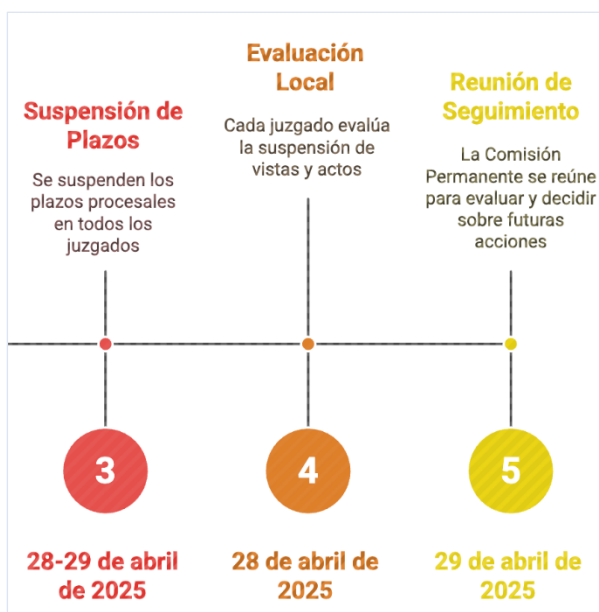 Suspensión de
Plazos
Se suspenden los
plazos procesales
en todos los
juzgados
3
28-29 de abril
de 2025
Evaluación
Local
Cada juzgado evalúa
la suspensión de
vistas y actos
4
28 de abril de
2025
Reunión de
Seguimiento
La Comisión
Permanente se reúne
para evaluar y decidir
sobre futuras
acciones
5
29 de abril de
2025